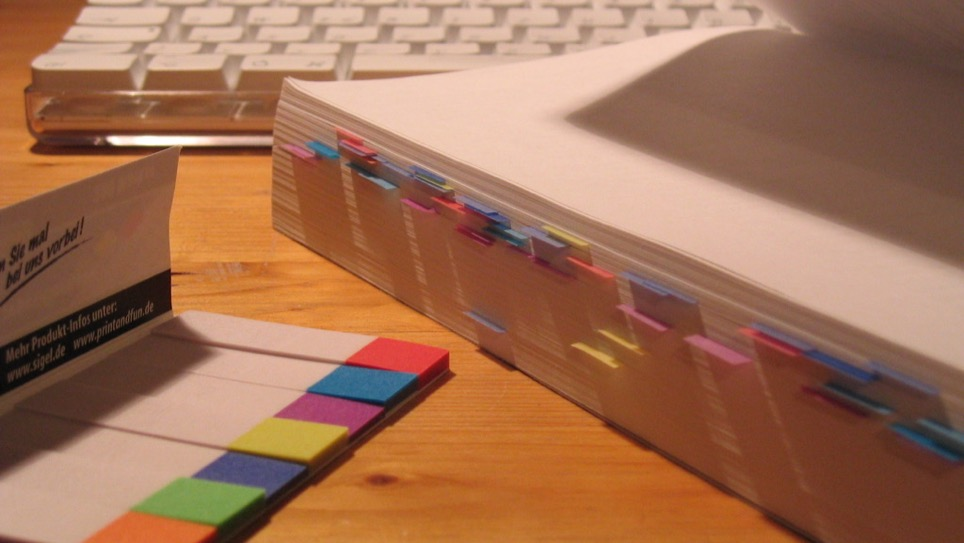 Sie mal
bei uns vorbei!
Mehr Produkt-Infos unter:
www.sigel.de www.printandfun.de